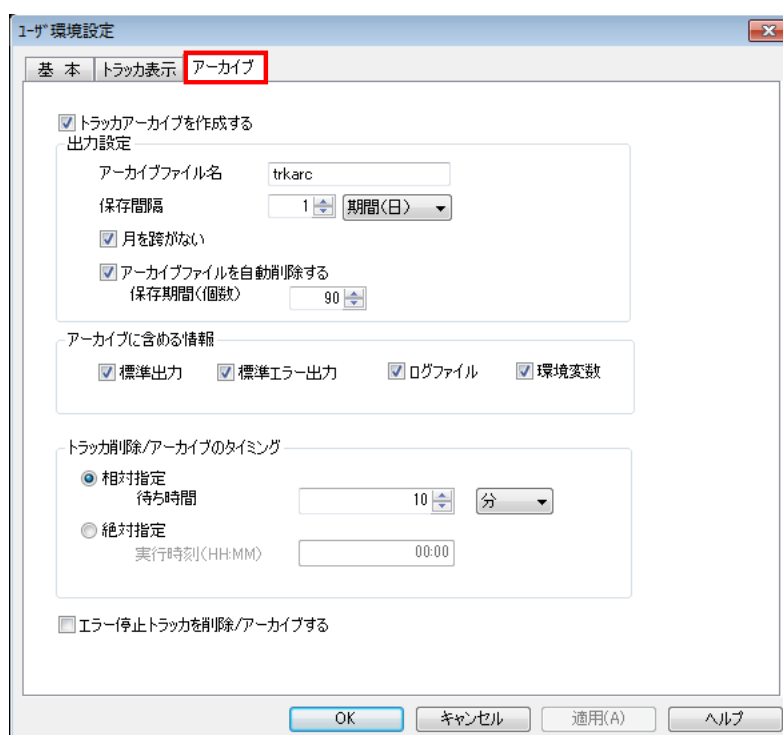 ユーザ環境設定
基 本 トラッカ表示 アーカイブ
トラッカアーカイブを作成する
出力設定
アーカイブファイル名 trkarc
保存間隔 1 期間(日)
月を跨がない
アーカイブファイルを自動削除する
保存期間(個数) 90
アーカイブに含める情報
標準出力 標準エラー出力 ログファイル 環境変数
トラッカ削除/アーカイブのタイミング
相対指定
待ち時間 10 分
絶対指定
実行時刻(HH:MM) 00:00
エラー停止トラッカを削除/アーカイブする
OK キャンセル 適用(A) ヘルプ